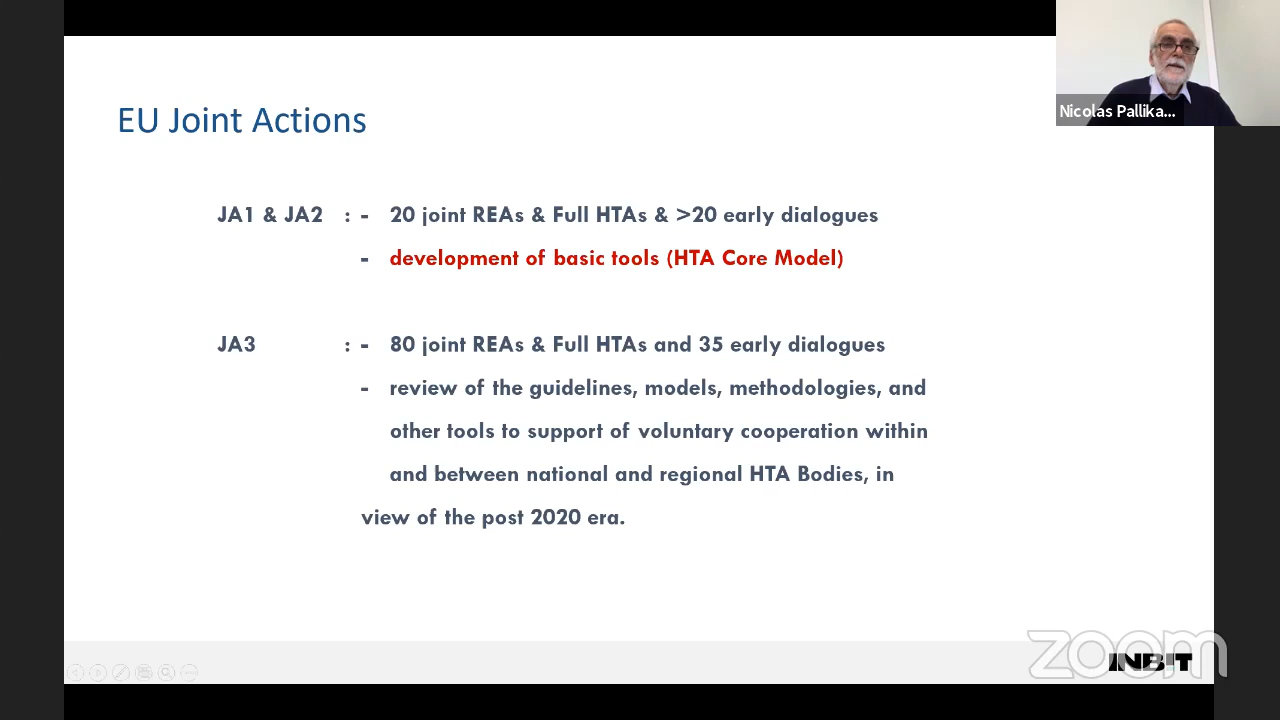 Nicolas Pallika...
EU Joint Actions
JA1 & JA2 : - 20 joint REAs & Full HTAs & >20 early dialogues
- development of basic tools (HTA Core Model)
JA3 : - 80 joint REAs & Full HTAs and 35 early dialogues
- review of the guidelines, models, methodologies, and
other tools to support of voluntary cooperation within
and between national and regional HTA Bodies, in
view of the post 2020 era.
zoom
INB!T